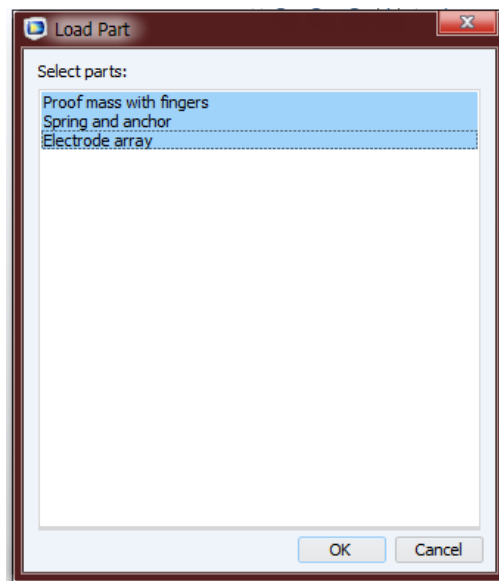 Load Part
Select parts:
Proof mass with fingers
Spring and anchor
Electrode array
OK
Cancel